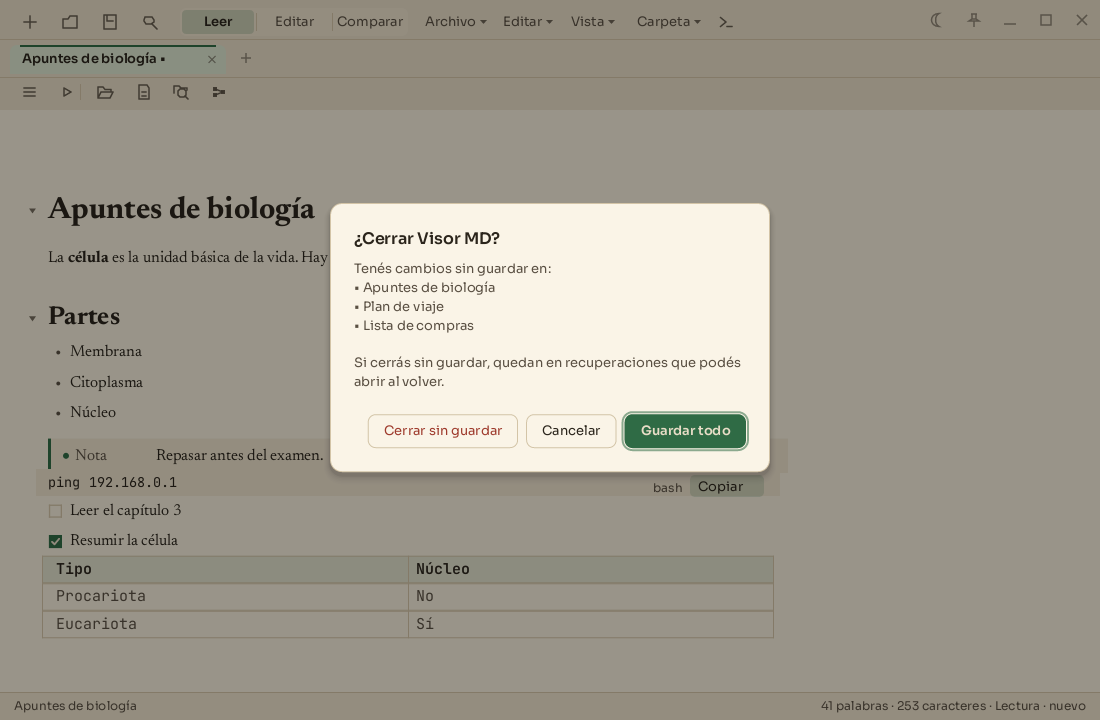 Leer Editar Comparar Archivo Editar Vista Carpeta
Apuntes de biología •
Apuntes de biología
La célula es la unidad básica de la vida. Hay
Partes
• Membrana
• Citoplasma
• Núcleo
• Nota Repasar antes del examen.
ping 192.168.0.1
bash Copiar
Leer el capítulo 3
Resumir la célula
Tipo Núcleo
Procariota No
Eucariota Sí
¿Cerrar Visor MD?
Tenés cambios sin guardar en:
• Apuntes de biología
• Plan de viaje
• Lista de compras
Si cerrás sin guardar, quedan en recuperaciones que podés
abrir al volver.
Cerrar sin guardar Cancelar Guardar todo
Apuntes de biología 41 palabras · 253 caracteres · Lectura · nuevo